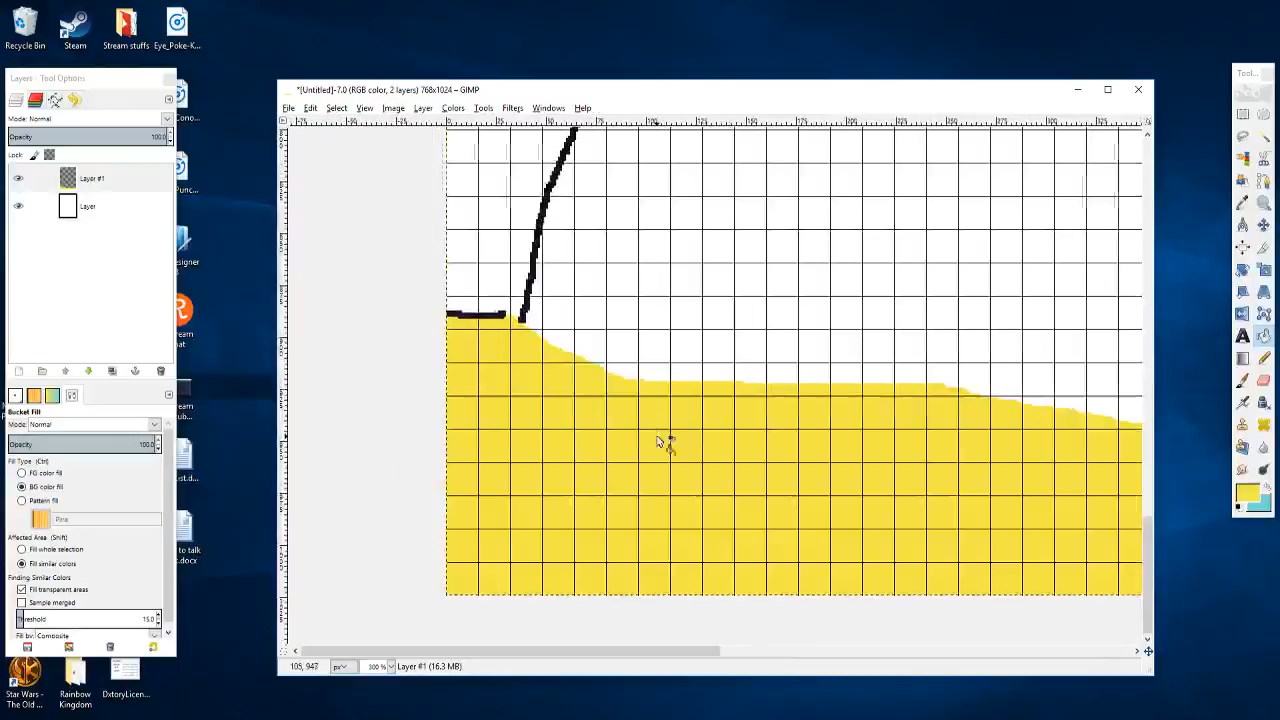 Recycle Bin
Steam
Stream stuffs
Eye_Poke-K...
Layers - Tool Options
Mode: Normal
Opacity 100.0
Lock:
Layer #1
Layer
Bucket Fill
Mode: Normal
Opacity 100.0
Fill Type (Ctrl)
FG color fill
BG color fill
Pattern fill
Pine
Affected Area (Shift)
Fill whole selection
Fill similar colors
Finding Similar Colors
Fill transparent areas
Sample merged
Threshold 15.0
Fill by: Composite
Star Wars - The Old ...
Rainbow Kingdom
DxtoryLicen...
*[Untitled]-7.0 (RGB color, 2 layers) 768x1024 – GIMP
File Edit Select View Image Layer Colors Tools Filters Windows Help
105, 947 px 300 % Layer #1 (16.3 MB)
Tool...